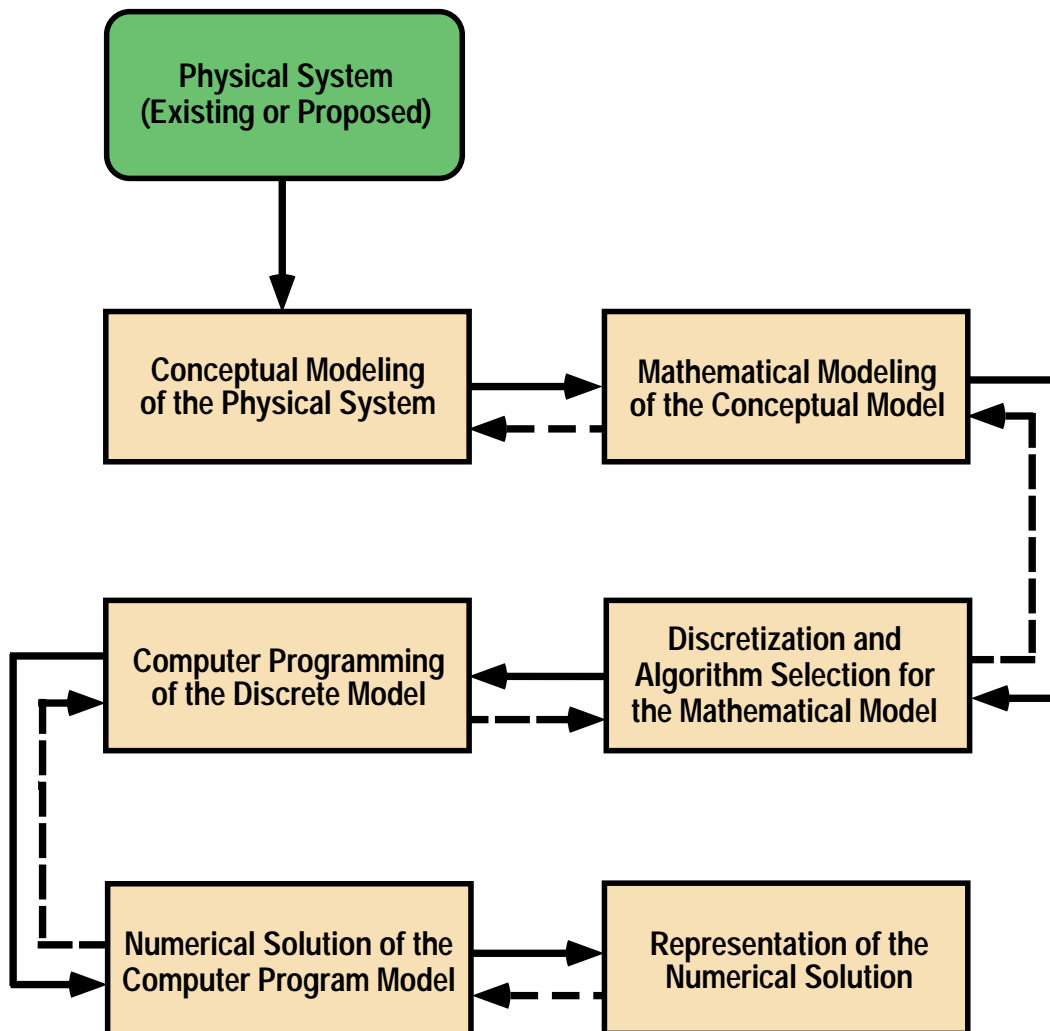 Physical System
(Existing or Proposed)
Conceptual Modeling
of the Physical System
Mathematical Modeling
of the Conceptual Model
Computer Programming
of the Discrete Model
Discretization and
Algorithm Selection for
the Mathematical Model
Numerical Solution of the
Computer Program Model
Representation of the
Numerical Solution